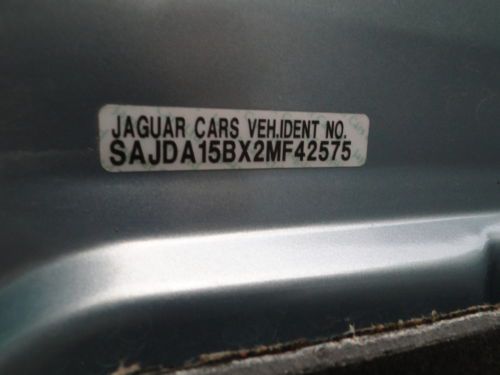 JAGUAR CARS VEH.IDENT NO.
SAJDA15BX2MF42575